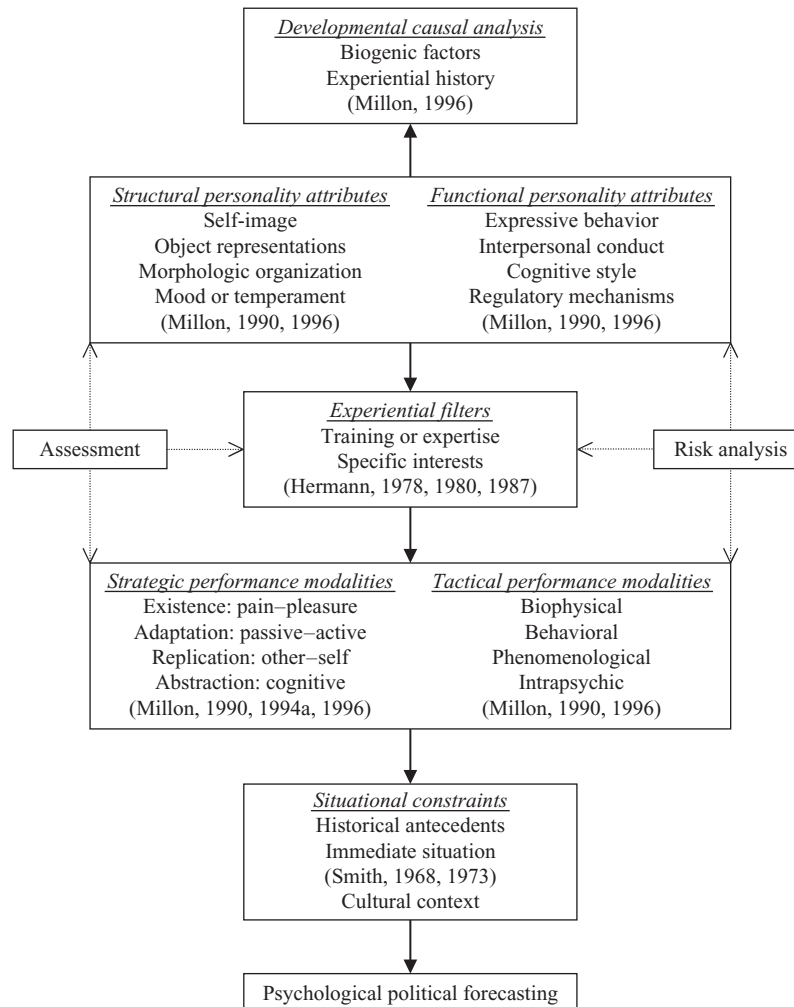 Developmental causal analysis
Biogenic factors
Experiential history
(Millon, 1996)
Structural personality attributes
Self-image
Object representations
Morphologic organization
Mood or temperament
(Millon, 1990, 1996)
Functional personality attributes
Expressive behavior
Interpersonal conduct
Cognitive style
Regulatory mechanisms
(Millon, 1990, 1996)
Assessment
Experiential filters
Training or expertise
Specific interests
(Hermann, 1978, 1980, 1987)
Risk analysis
Strategic performance modalities
Existence: pain–pleasure
Adaptation: passive–active
Replication: other–self
Abstraction: cognitive
(Millon, 1990, 1994a, 1996)
Tactical performance modalities
Biophysical
Behavioral
Phenomenological
Intrapsychic
(Millon, 1990, 1996)
Situational constraints
Historical antecedents
Immediate situation
(Smith, 1968, 1973)
Cultural context
Psychological political forecasting